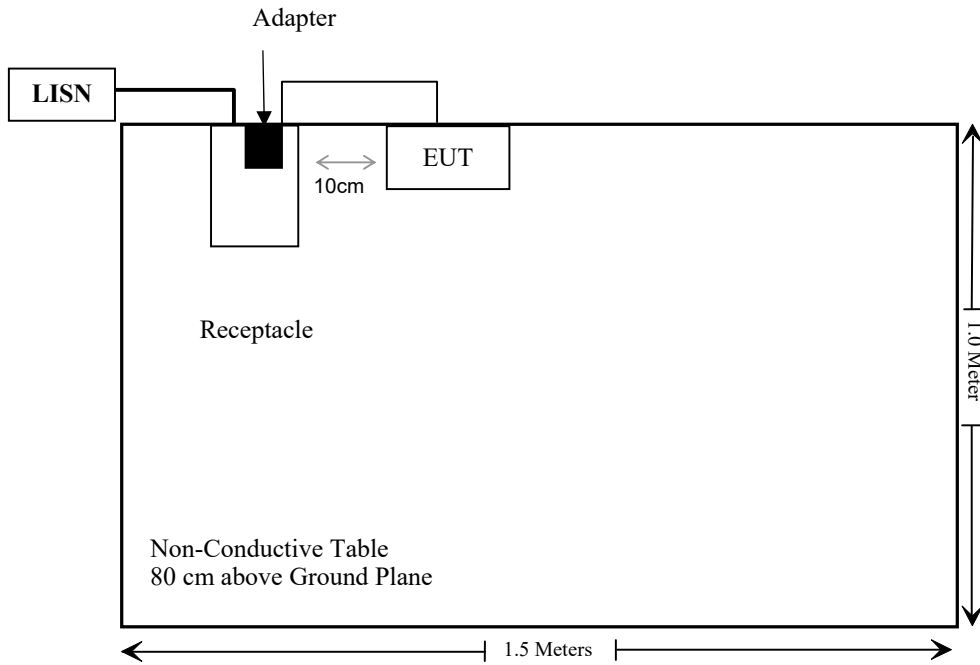 Adapter
LISN
EUT
10cm
Receptacle
1.0 Meter
Non-Conductive Table
80 cm above Ground Plane
1.5 Meters